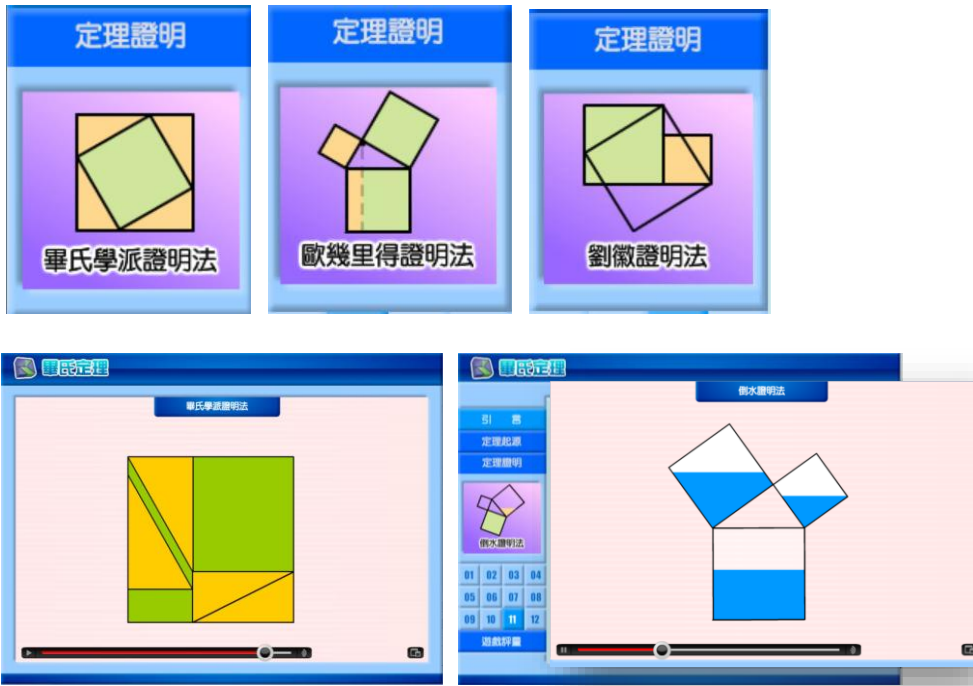 定理證明
畢氏學派證明法
定理證明
歐幾里得證明法
定理證明
劉徽證明法
畢氏定理
畢氏學派證明法
畢氏定理
倒水證明法
引 言
定理起源
定理證明
倒水證明法
01 02 03 04
05 06 07 08
09 10 11 12
遊戲評量